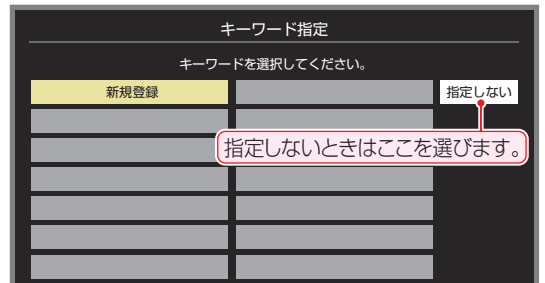 キーワード指定
キーワードを選択してください。
新規登録
指定しない
指定しないときはここを選びます。